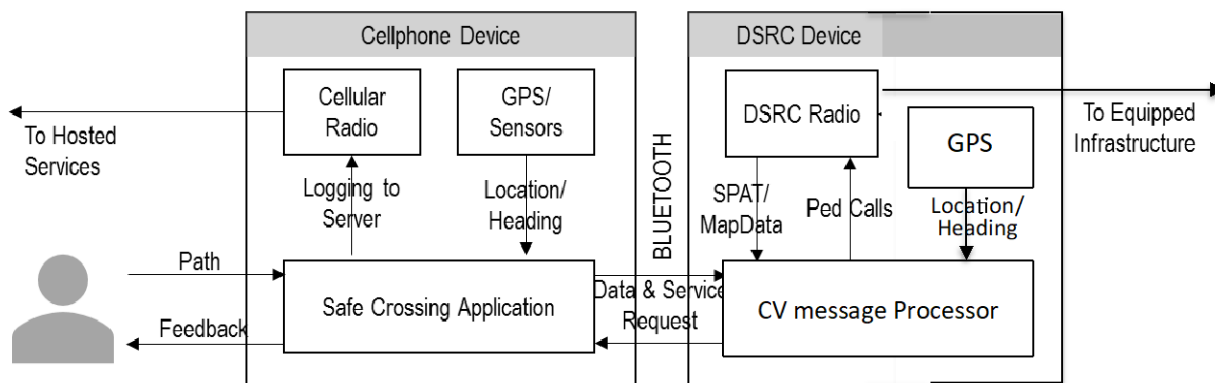 Cellphone Device
DSRC Device
Cellular
Radio
GPS/
Sensors
DSRC Radio
GPS
To Hosted
Services
To Equipped
Infrastructure
Logging to
Server
Location/
Heading
BLUETOOTH
SPAT/
MapData
Ped Calls
Location/
Heading
Path
Feedback
Safe Crossing Application
Data & Service
Request
CV message Processor